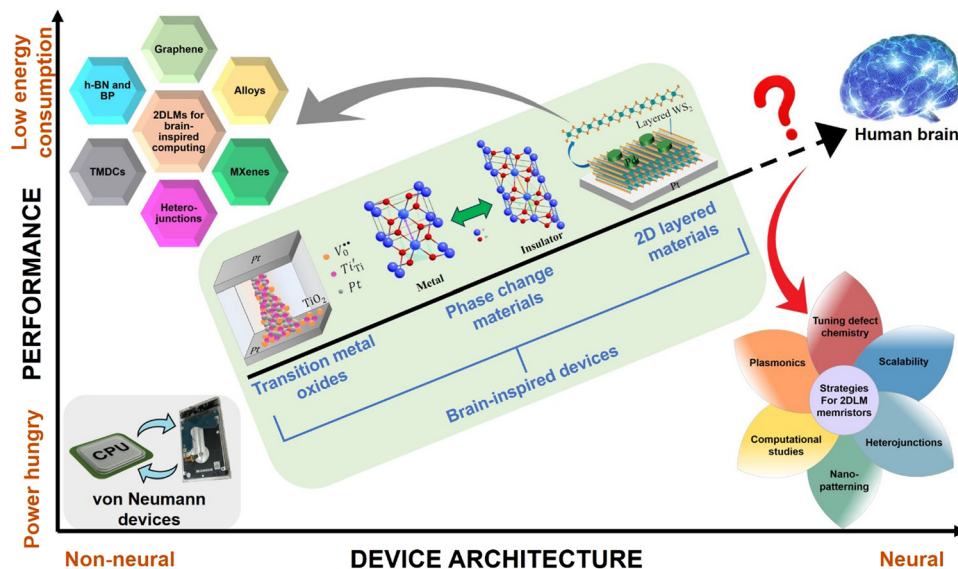 Low energy
consumption
PERFORMANCE
Power hungry
Graphene
h-BN and
BP
Alloys
2DLMs for
brain-
inspired
computing
TMDCs
MXenes
Hetero-
junctions
Pt
TiO2
Pt
V0••
Ti′Ti
Pt
Metal
Insulator
Layered WS2
Pd
Pt
Transition metal
oxides
Phase change
materials
2D layered
materials
Brain-inspired devices
?
Human brain
Tuning defect
chemistry
Plasmonics
Scalability
Strategies
For 2DLM
memristors
Computational
studies
Heterojunctions
Nano-
patterning
CPU
von Neumann
devices
Non-neural
DEVICE ARCHITECTURE
Neural